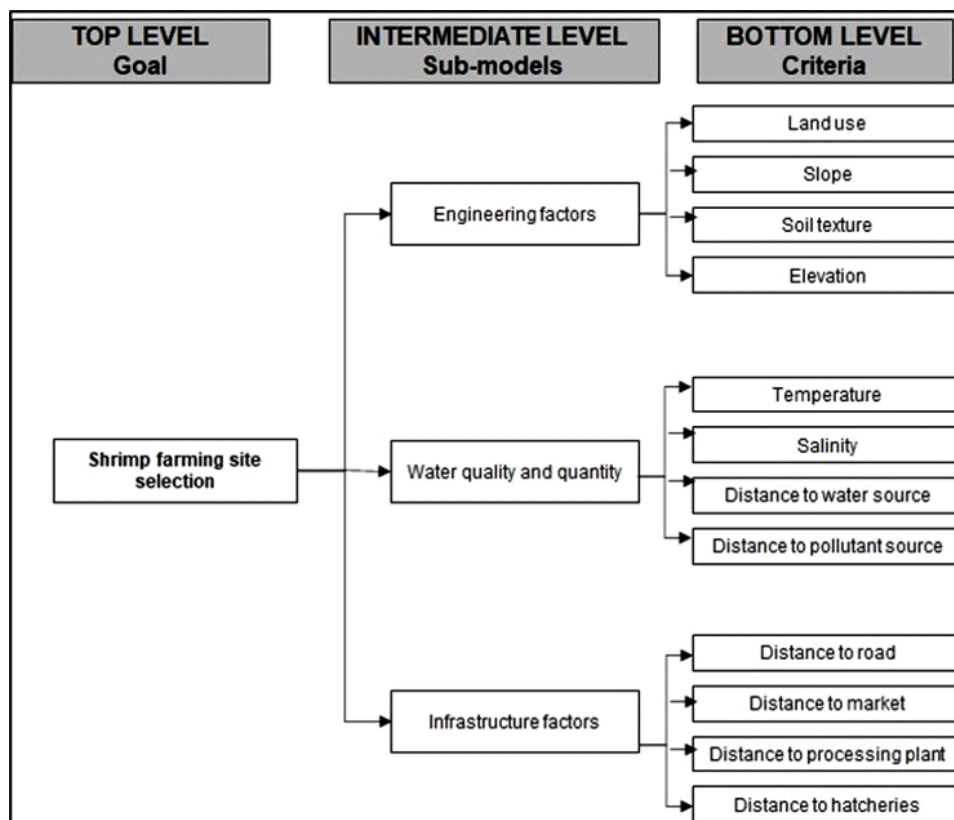 TOP LEVEL
Goal
INTERMEDIATE LEVEL
Sub-models
BOTTOM LEVEL
Criteria
Shrimp farming site
selection
Engineering factors
Land use
Slope
Soil texture
Elevation
Water quality and quantity
Temperature
Salinity
Distance to water source
Distance to pollutant source
Infrastructure factors
Distance to road
Distance to market
Distance to processing plant
Distance to hatcheries